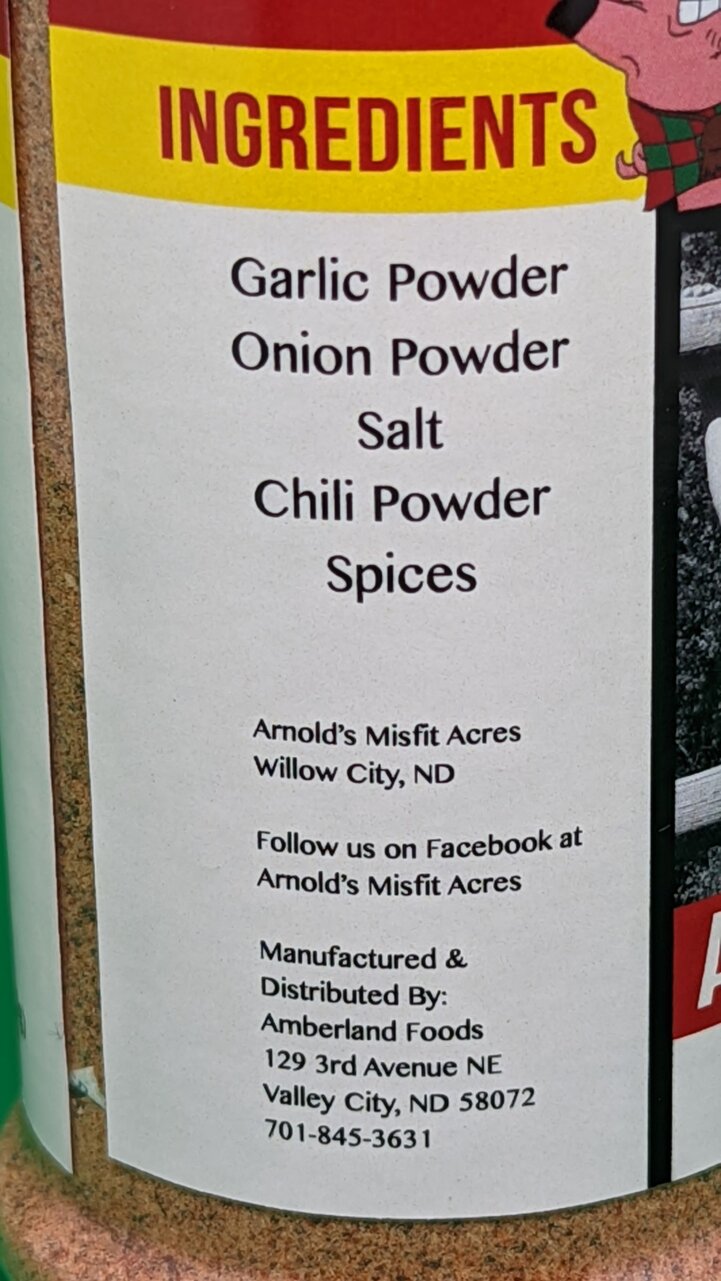 INGREDIENTS
Garlic Powder
Onion Powder
Salt
Chili Powder
Spices
Arnold's Misfit Acres
Willow City, ND
Follow us on Facebook at
Arnold's Misfit Acres
Manufactured &
Distributed By:
Amberland Foods
129 3rd Avenue NE
Valley City, ND 58072
701-845-3631
A